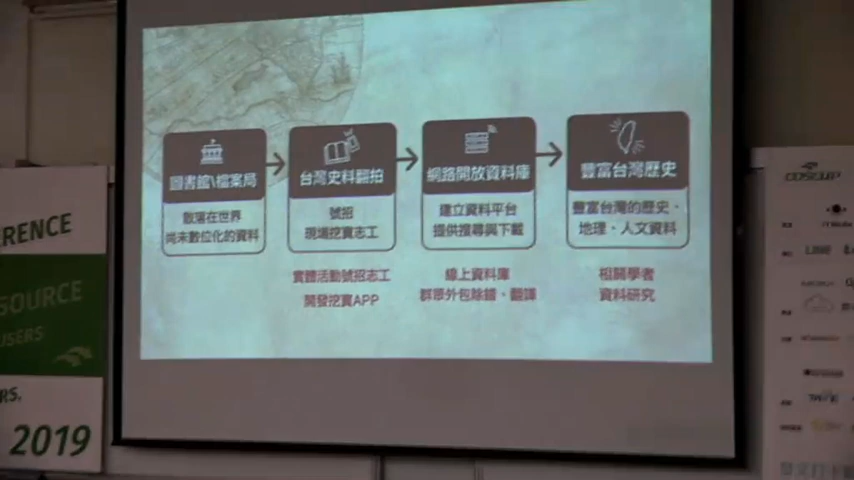 圖書館\檔案局
散落在世界
尚未數位化的資料
台灣史料翻拍
號招
現場挖寶志工
實體活動號招志工
開發挖寶APP
網路開放資料庫
建立資料平台
提供搜尋與下載
線上資料庫
群眾外包除錯、翻譯
豐富台灣歷史
豐富台灣的歷史、
地理、人文資料
相關學者
資料研究
ERENCE
SOURCE
USERS
RS,
2019
COSCUP
LINE